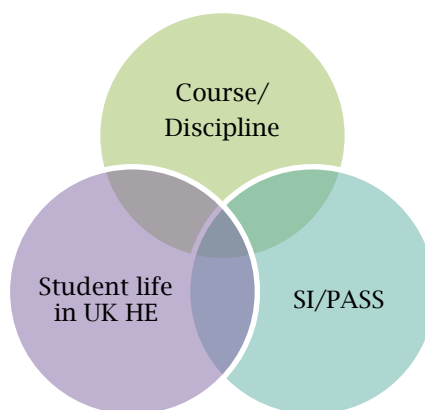 Course/
Discipline
Student life
in UK HE
SI/PASS